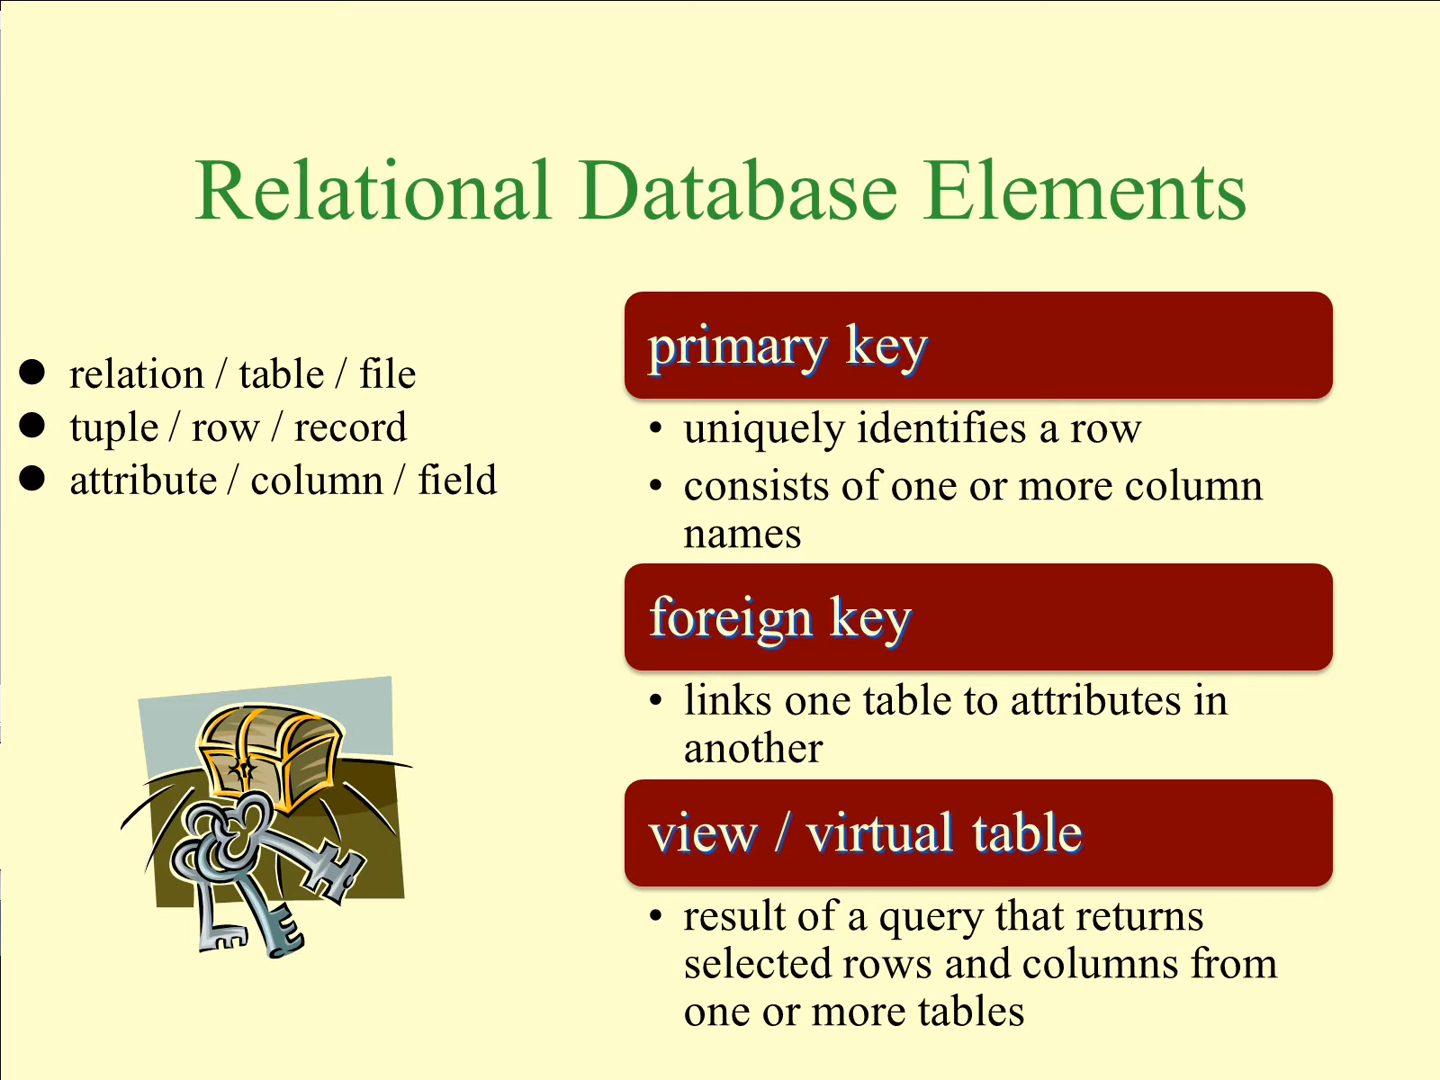 Relational Database Elements
● relation / table / file
● tuple / row / record
● attribute / column / field
primary key
• uniquely identifies a row
• consists of one or more column
names
foreign key
• links one table to attributes in
another
view / virtual table
• result of a query that returns
selected rows and columns from
one or more tables